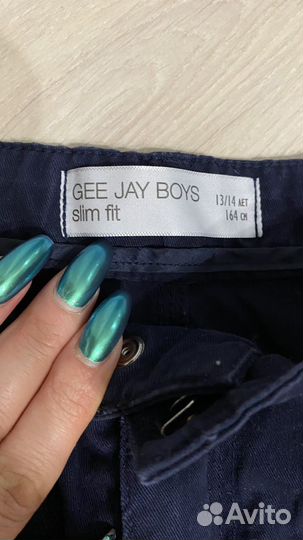 GEE JAY BOYS
slim fit
13/14 ЛЕТ
164 СМ
Avito